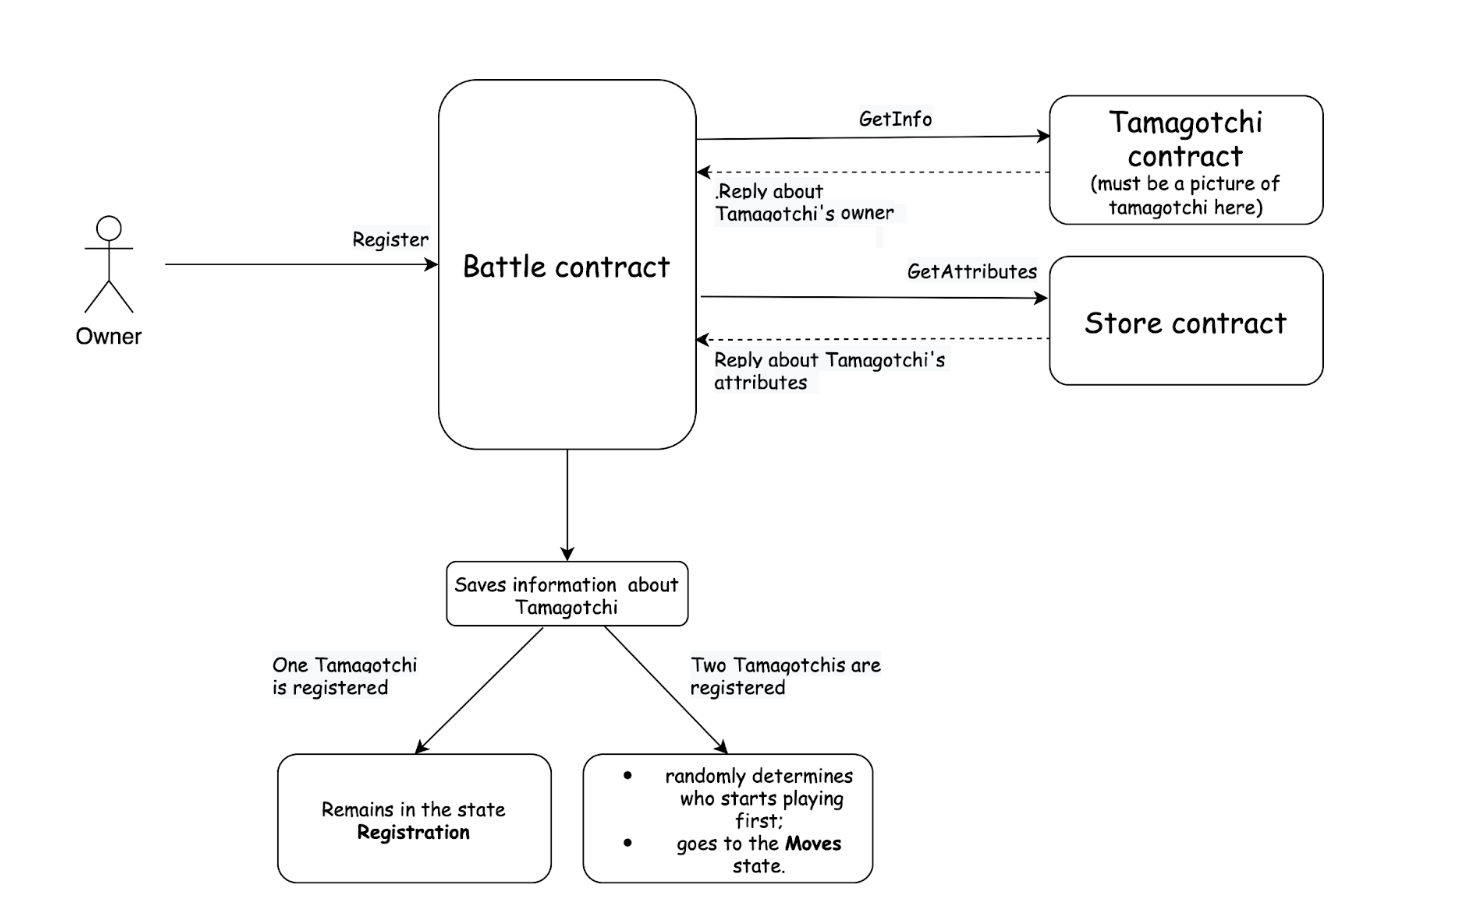 GetInfo
Tamagotchi
contract
(must be a picture of
tamagotchi here)
.Reply about
Tamagotchi's owner
Register
Battle contract
GetAttributes
Store contract
Owner
Reply about Tamagotchi's
attributes
Saves information about
Tamagotchi
One Tamagotchi
is registered
Two Tamagotchis are
registered
Remains in the state
Registration
• randomly determines
who starts playing
first;
• goes to the Moves
state.